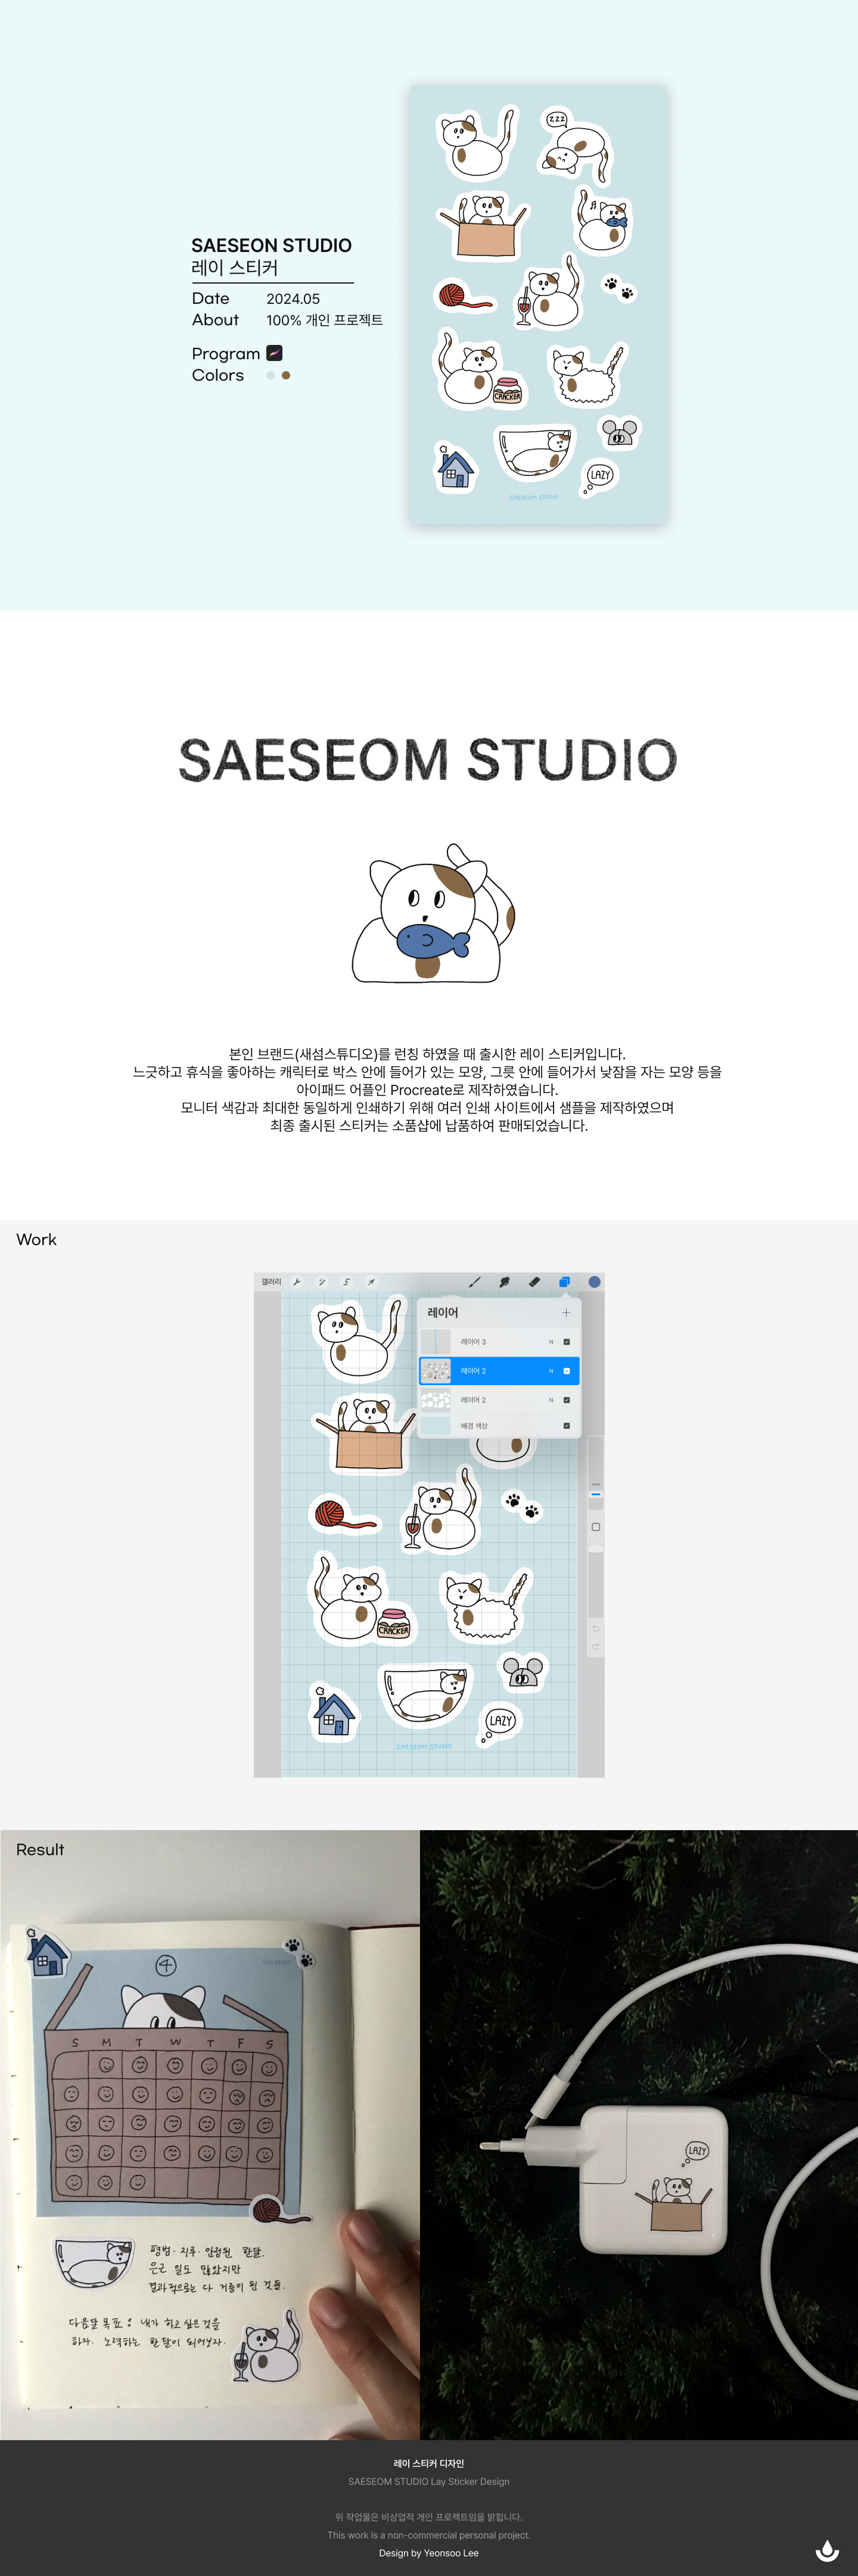 SAESEON STUDIO
레이 스티커
Date 2024.05
About 100% 개인 프로젝트
Program
Colors
zzz
CRACKER
LAZY
SAESEOM STUDIO
SAESEOM STUDIO
본인 브랜드(새섬스튜디오)를 런칭 하였을 때 출시한 레이 스티커입니다.
느긋하고 휴식을 좋아하는 캐릭터로 박스 안에 들어가 있는 모양, 그릇 안에 들어가서 낮잠을 자는 모양 등을
아이패드 어플인 Procreate로 제작하였습니다.
모니터 색감과 최대한 동일하게 인쇄하기 위해 여러 인쇄 사이트에서 샘플을 제작하였으며
최종 출시된 스티커는 소품샵에 납품하여 판매되었습니다.
Work
갤러리
레이어
레이어 3 N
레이어 2 N
레이어 2 N
배경 색상
CRACKER
LAZY
SAESEOM STUDIO
Result
4
S M T W T F S
평범·지루·안정된 한달.
은근 일도 많았지만
결과적으로는 다 거름이 된 것들.
다음달 목표 : 내가 하고 싶은 것을
하자. 노력하는 한 달이 되어보자.
LAZY
레이 스티커 디자인
SAESEOM STUDIO Lay Sticker Design
위 작업물은 비상업적 개인 프로젝트임을 밝힙니다.
This work is a non-commercial personal project.
Design by Yeonsoo Lee